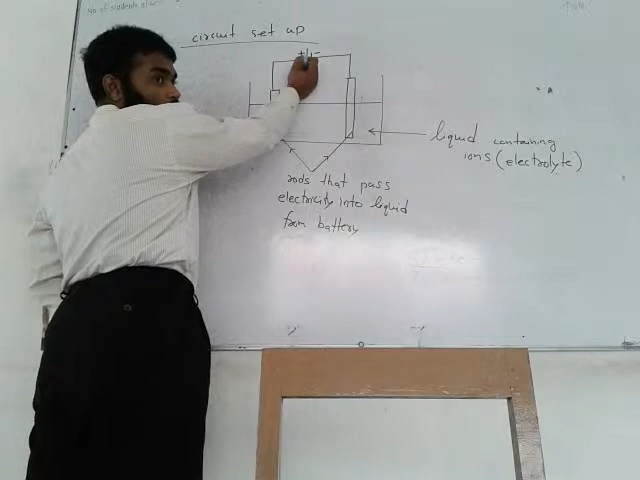 circuit set up
+ -
liquid containing
ions (electrolyte)
rods that pass
electricity into liquid
from battery